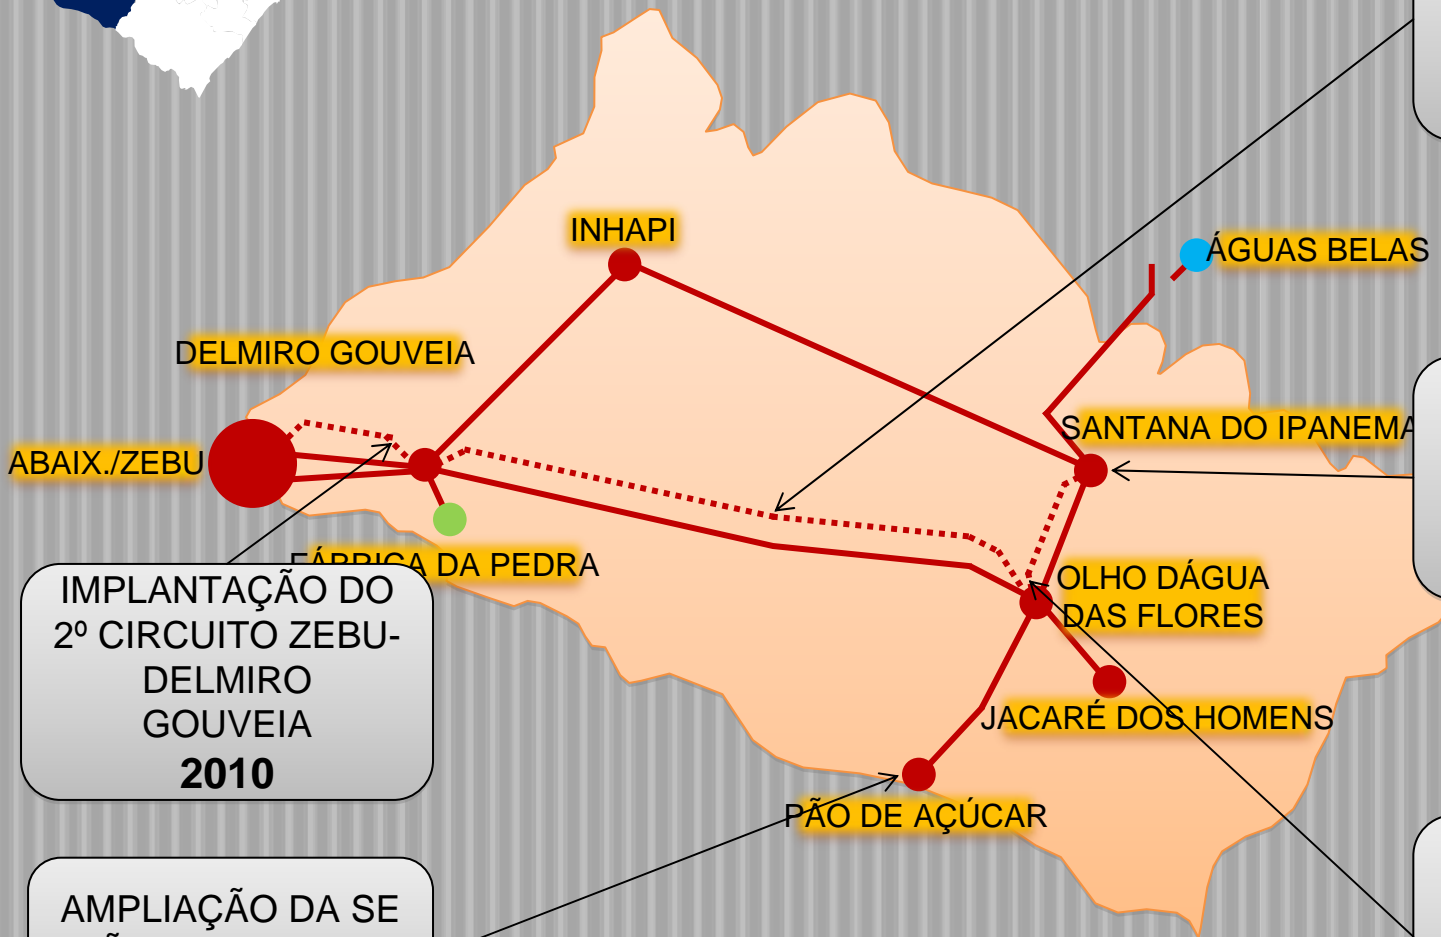 INHAPI
ÁGUAS BELAS
DELMIRO GOUVEIA
SANTANA DO IPANEMA
ABAIX./ZEBU
FÁBRICA DA PEDRA
OLHO DÁGUA
DAS FLORES
IMPLANTAÇÃO DO
2º CIRCUITO ZEBU-
DELMIRO
GOUVEIA
2010
JACARÉ DOS HOMENS
PÃO DE AÇÚCAR
AMPLIAÇÃO DA SE